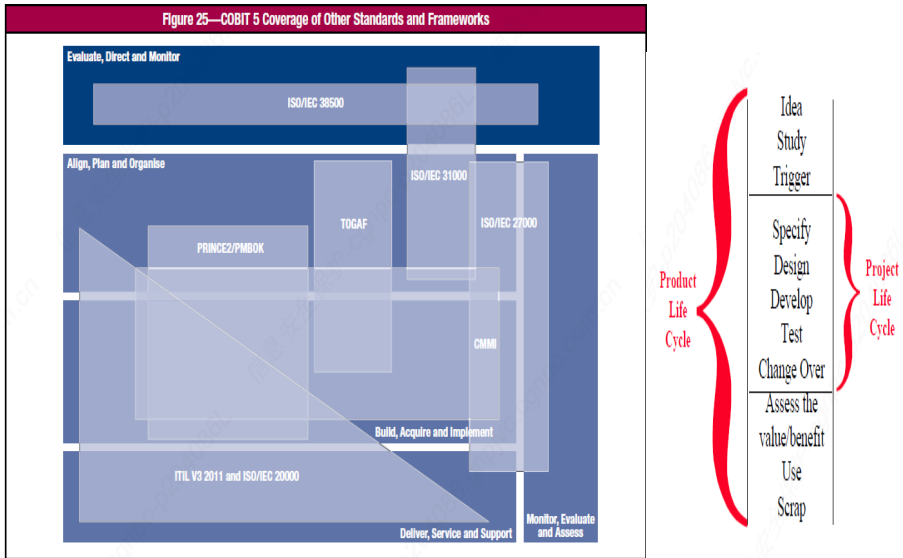 Figure 25—COBIT 5 Coverage of Other Standards and Frameworks
Evaluate, Direct and Monitor
ISO/IEC 38500
Align, Plan and Organise
ISO/IEC 31000
ISO/IEC 27000
TOGAF
PRINCE2/PMBOK
CMMI
Build, Acquire and Implement
ITIL V3 2011 and ISO/IEC 20000
Deliver, Service and Support
Monitor, Evaluate
and Assess
Product
Life
Cycle
Idea
Study
Trigger
Specify
Design
Develop
Test
Change Over
Assess the
value/benefit
Use
Scrap
Project
Life
Cycle